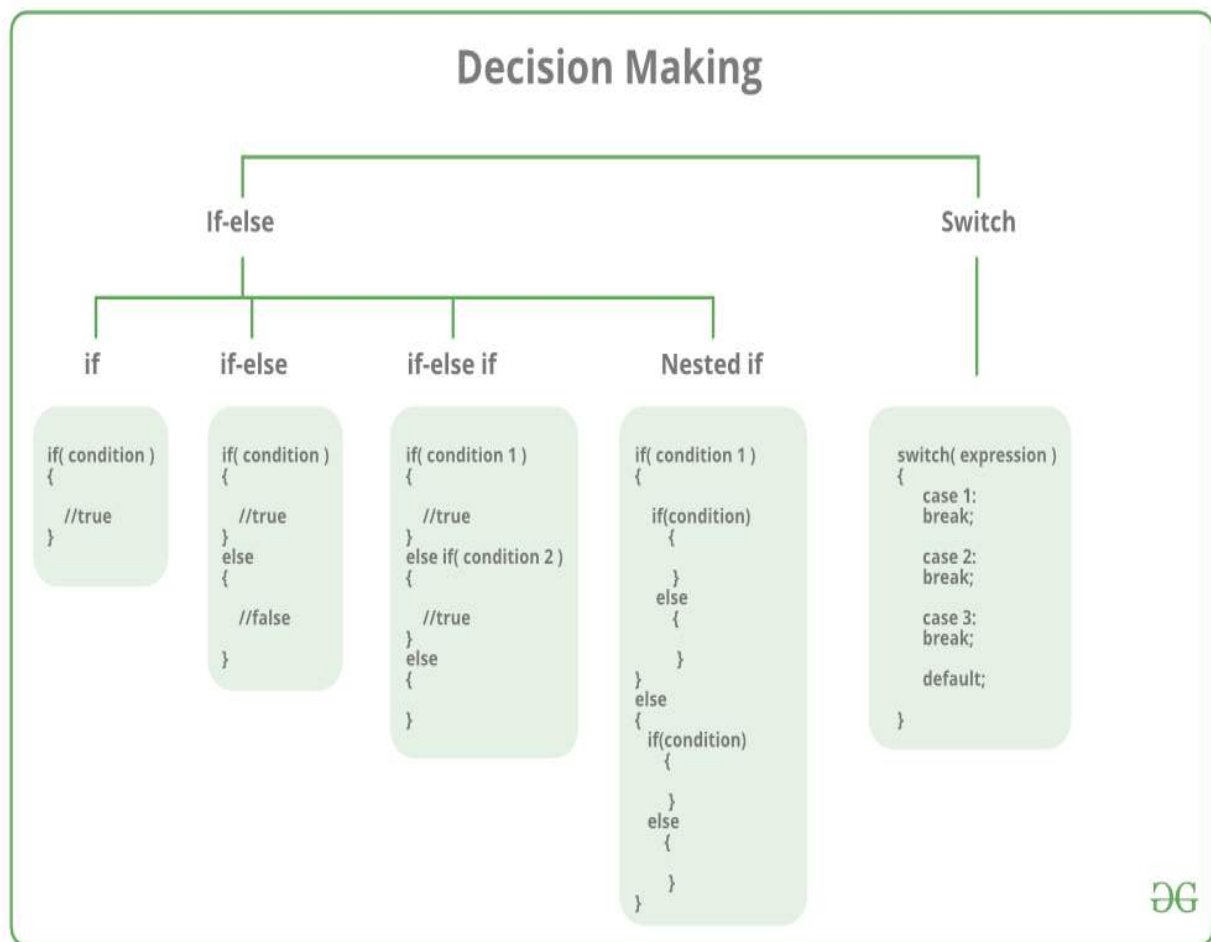 Decision Making
If-else
Switch
if
if-else
if-else if
Nested if
if( condition )
{
//true
}
if( condition )
{
//true
}
else
{
//false
}
if( condition 1 )
{
//true
}
else if( condition 2 )
{
//true
}
else
{
}
if( condition 1 )
{
if(condition)
{
}
else
{
}
}
else
{
if(condition)
{
}
else
{
}
}
switch( expression )
{
case 1:
break;
case 2:
break;
case 3:
break;
default;
}